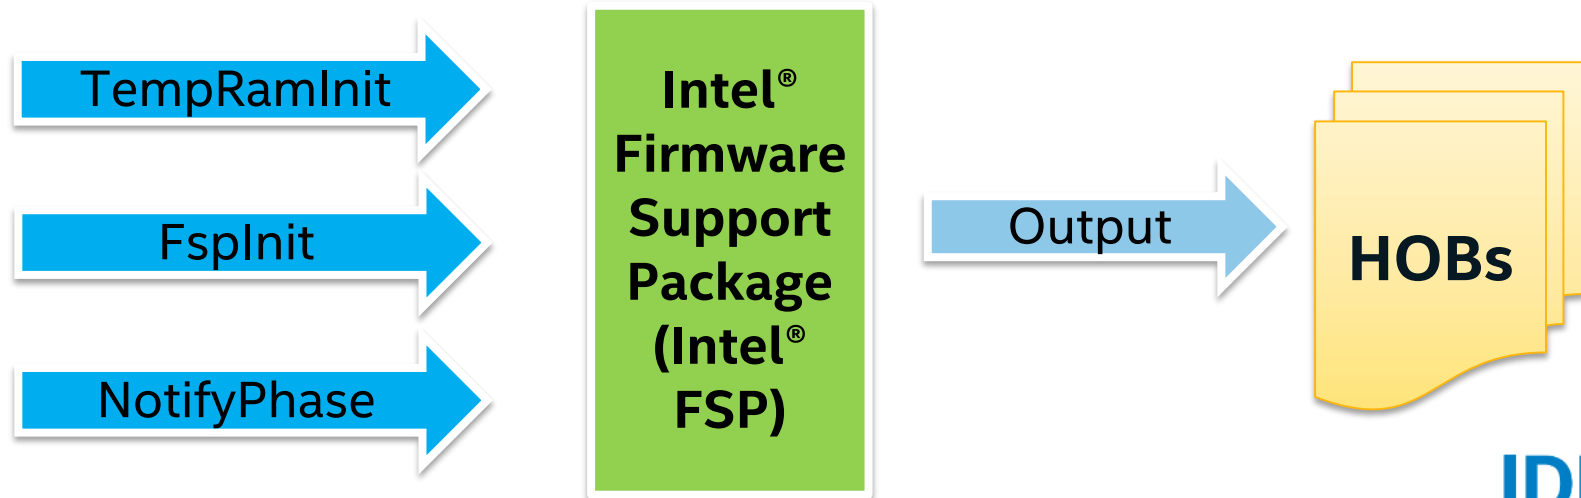 TempRamInit
FspInit
NotifyPhase
Intel®
Firmware
Support
Package
(Intel®
FSP)
Output
HOBs